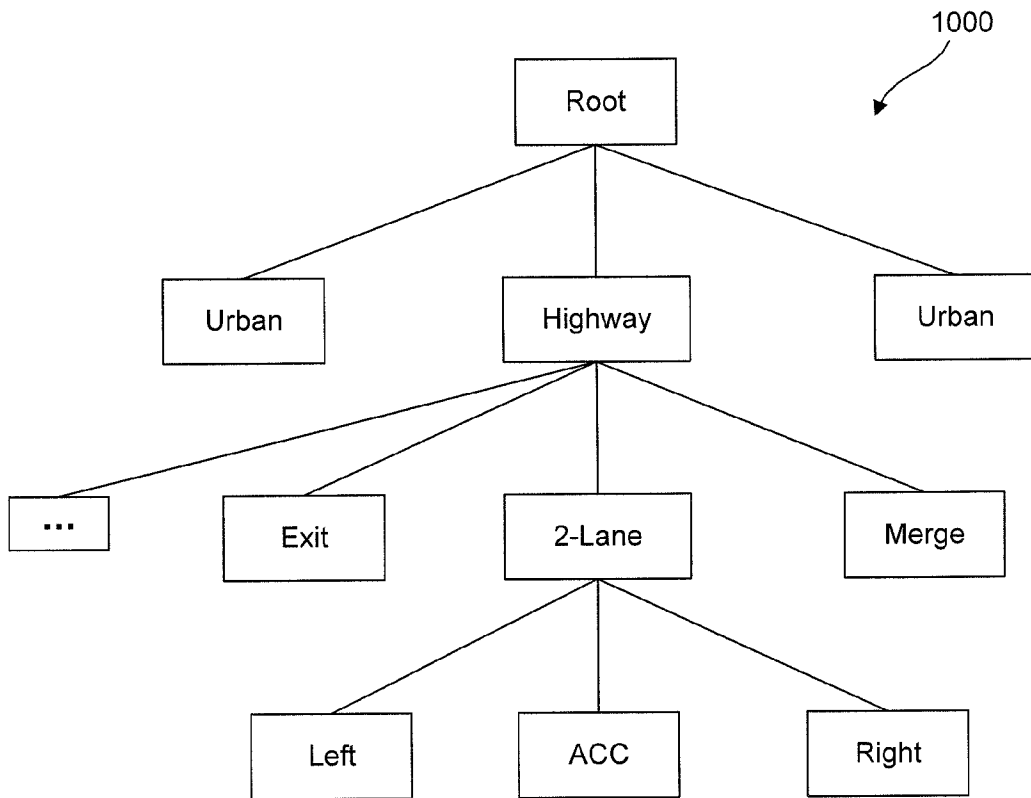 1000
Root
Urban
Highway
Urban
...
Exit
2-Lane
Merge
Left
ACC
Right